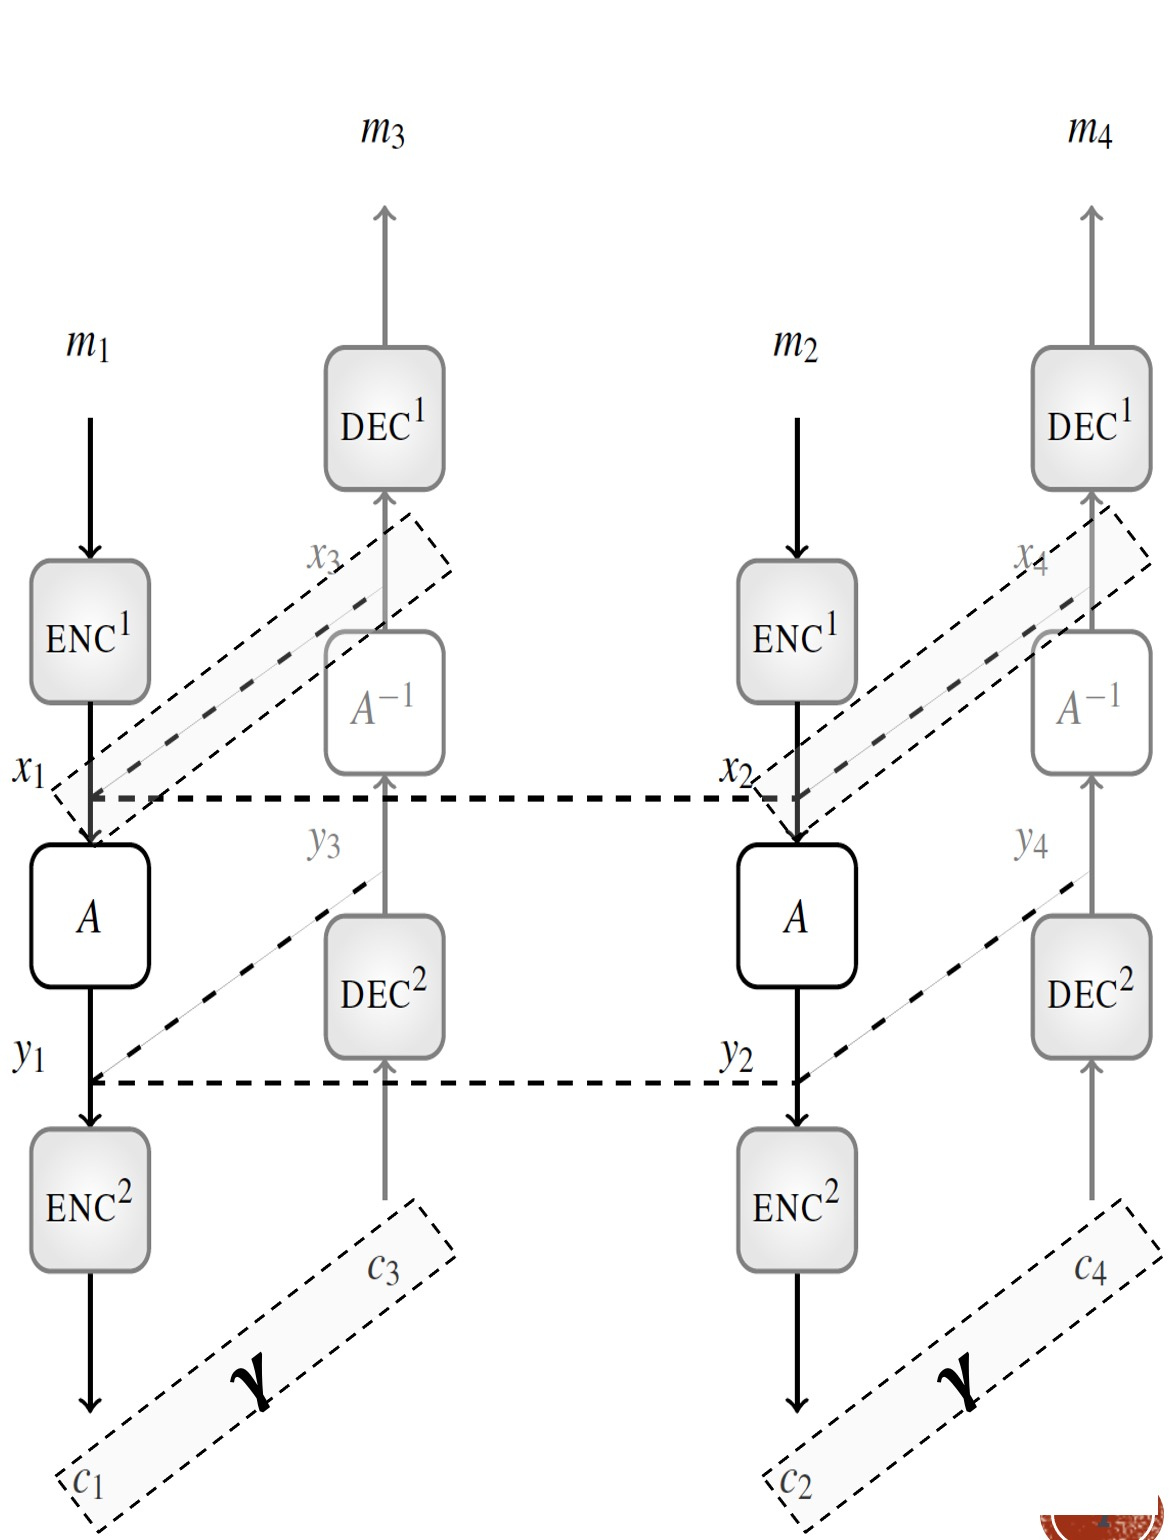 m₃ m₄
m₁ m₂
DEC¹ DEC¹
x₃ x₄
ENC¹ ENC¹
A⁻¹ A⁻¹
x₁ x₂
y₃ y₄
A A
DEC² DEC²
y₁ y₂
ENC² ENC²
c₃ c₄
γ γ
c₁ c₂